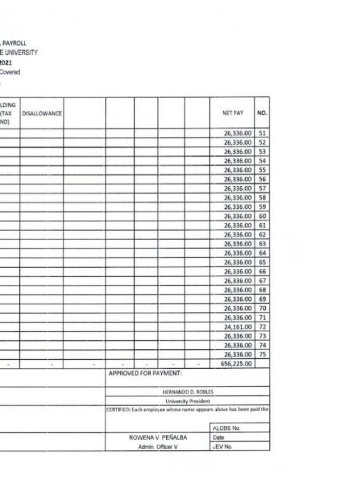 PAYROLL
E UNIVERSITY
2021
Covered
LDING
(TAX
ND)
DISALLOWANCE
NET PAY NO.
26,336.00 51
26,336.00 52
26,336.00 53
26,336.00 54
26,336.00 55
26,336.00 56
26,336.00 57
26,336.00 58
26,336.00 59
26,336.00 60
26,336.00 61
26,336.00 62
26,336.00 63
26,336.00 64
26,336.00 65
26,336.00 66
26,336.00 67
26,336.00 68
26,336.00 69
26,336.00 70
26,336.00 71
24,161.00 72
26,336.00 73
26,336.00 74
26,336.00 75
- - - - - - 656,225.00
APPROVED FOR PAYMENT:
HERNANDO D. ROBLES
University President
CERTIFIED: Each employee whose name appears above has been paid the
ALOBS No.
ROWENA V. PEÑALBA Date
Admin. Officer V JEV No.